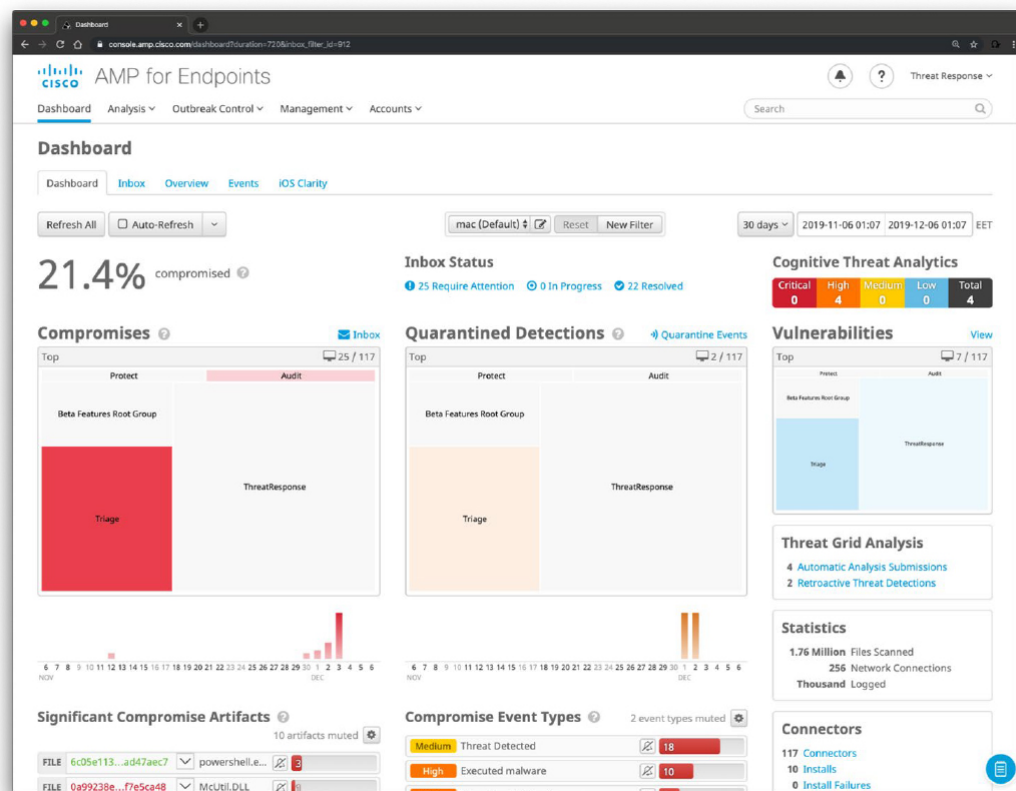 Dashboard
console.amp.cisco.com/dashboard?duration=720&inbox_filter_id=912
CISCO AMP for Endpoints
? Threat Response
Dashboard Analysis Outbreak Control Management Accounts Search
Dashboard
Dashboard Inbox Overview Events iOS Clarity
Refresh All Auto-Refresh mac (Default) Reset New Filter 30 days 2019-11-06 01:07 2019-12-06 01:07 EET
21.4% compromised
Inbox Status
25 Require Attention 0 In Progress 22 Resolved
Cognitive Threat Analytics
Critical High Medium Low Total
0 4 0 0 4
Compromises Inbox
Top 25 / 117
Protect Audit
Beta Features Root Group
ThreatResponse
Triage
6 7 8 9 10 11 12 13 14 15 16 17 18 19 20 21 22 23 24 25 26 27 28 29 30 1 2 3 4 5 6
NOV DEC
Quarantined Detections Quarantine Events
Top 2 / 117
Protect Audit
Beta Features Root Group
ThreatResponse
Triage
6 7 8 9 10 11 12 13 14 15 16 17 18 19 20 21 22 23 24 25 26 27 28 29 30 1 2 3 4 5 6
NOV DEC
Vulnerabilities View
Top 7 / 117
Protect Audit
Beta Features Root Group
ThreatResponse
Triage
Threat Grid Analysis
4 Automatic Analysis Submissions
2 Retroactive Threat Detections
Statistics
1.76 Million Files Scanned
256 Network Connections
Thousand Logged
Significant Compromise Artifacts
10 artifacts muted
FILE 6c05e113...ad47aec7 powershell.e... 3
FILE 0a99238e...f7e5ca48 McUtil.DLL
Compromise Event Types 2 event types muted
Medium Threat Detected 18
High Executed malware 10
Connectors
117 Connectors
10 Installs
0 Install Failures